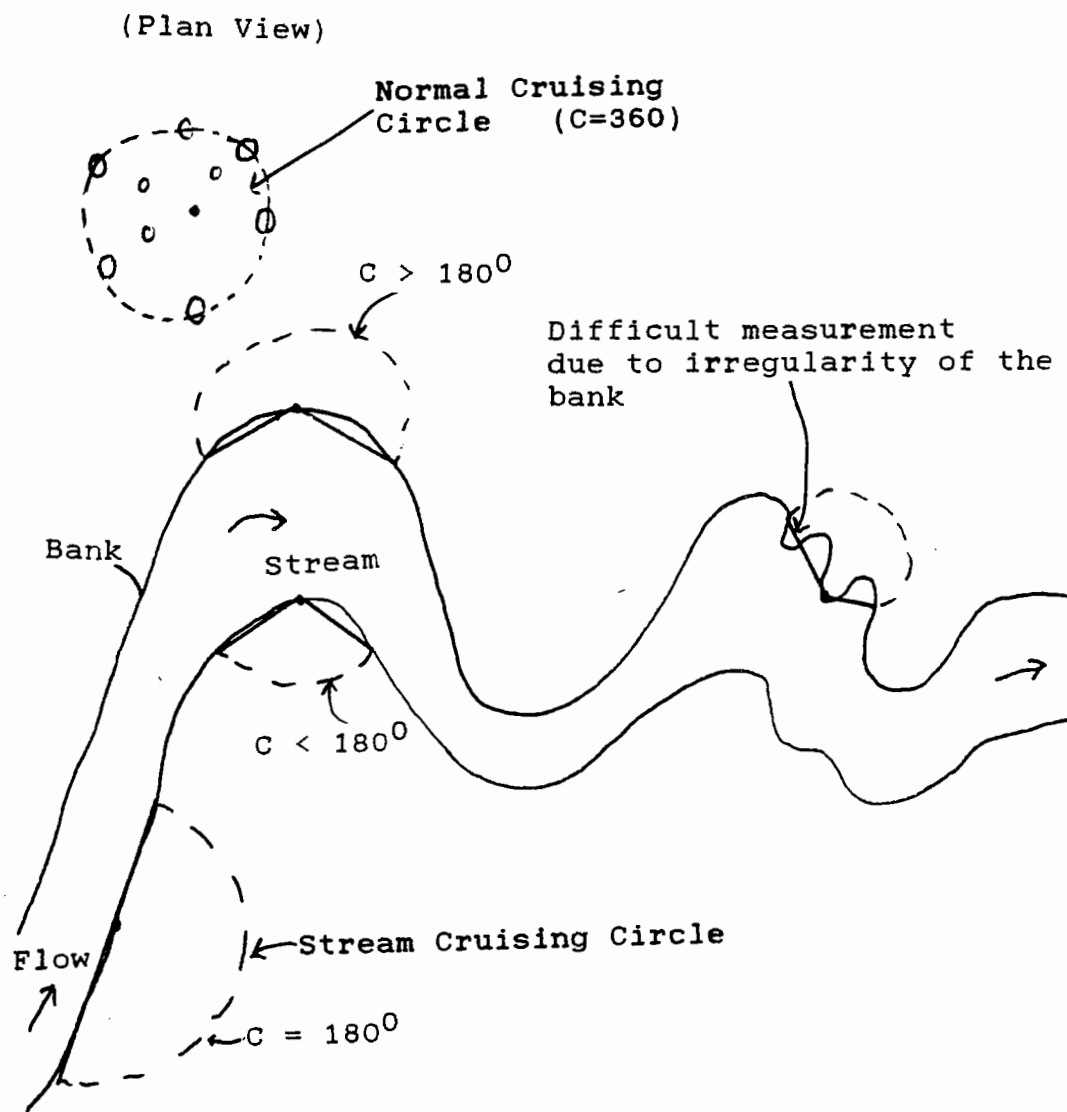 (Plan View)
Normal Cruising
Circle (C=360)
C > 180⁰
Difficult measurement
due to irregularity of the
bank
Bank
Stream
C < 180⁰
Stream Cruising Circle
Flow
C = 180⁰